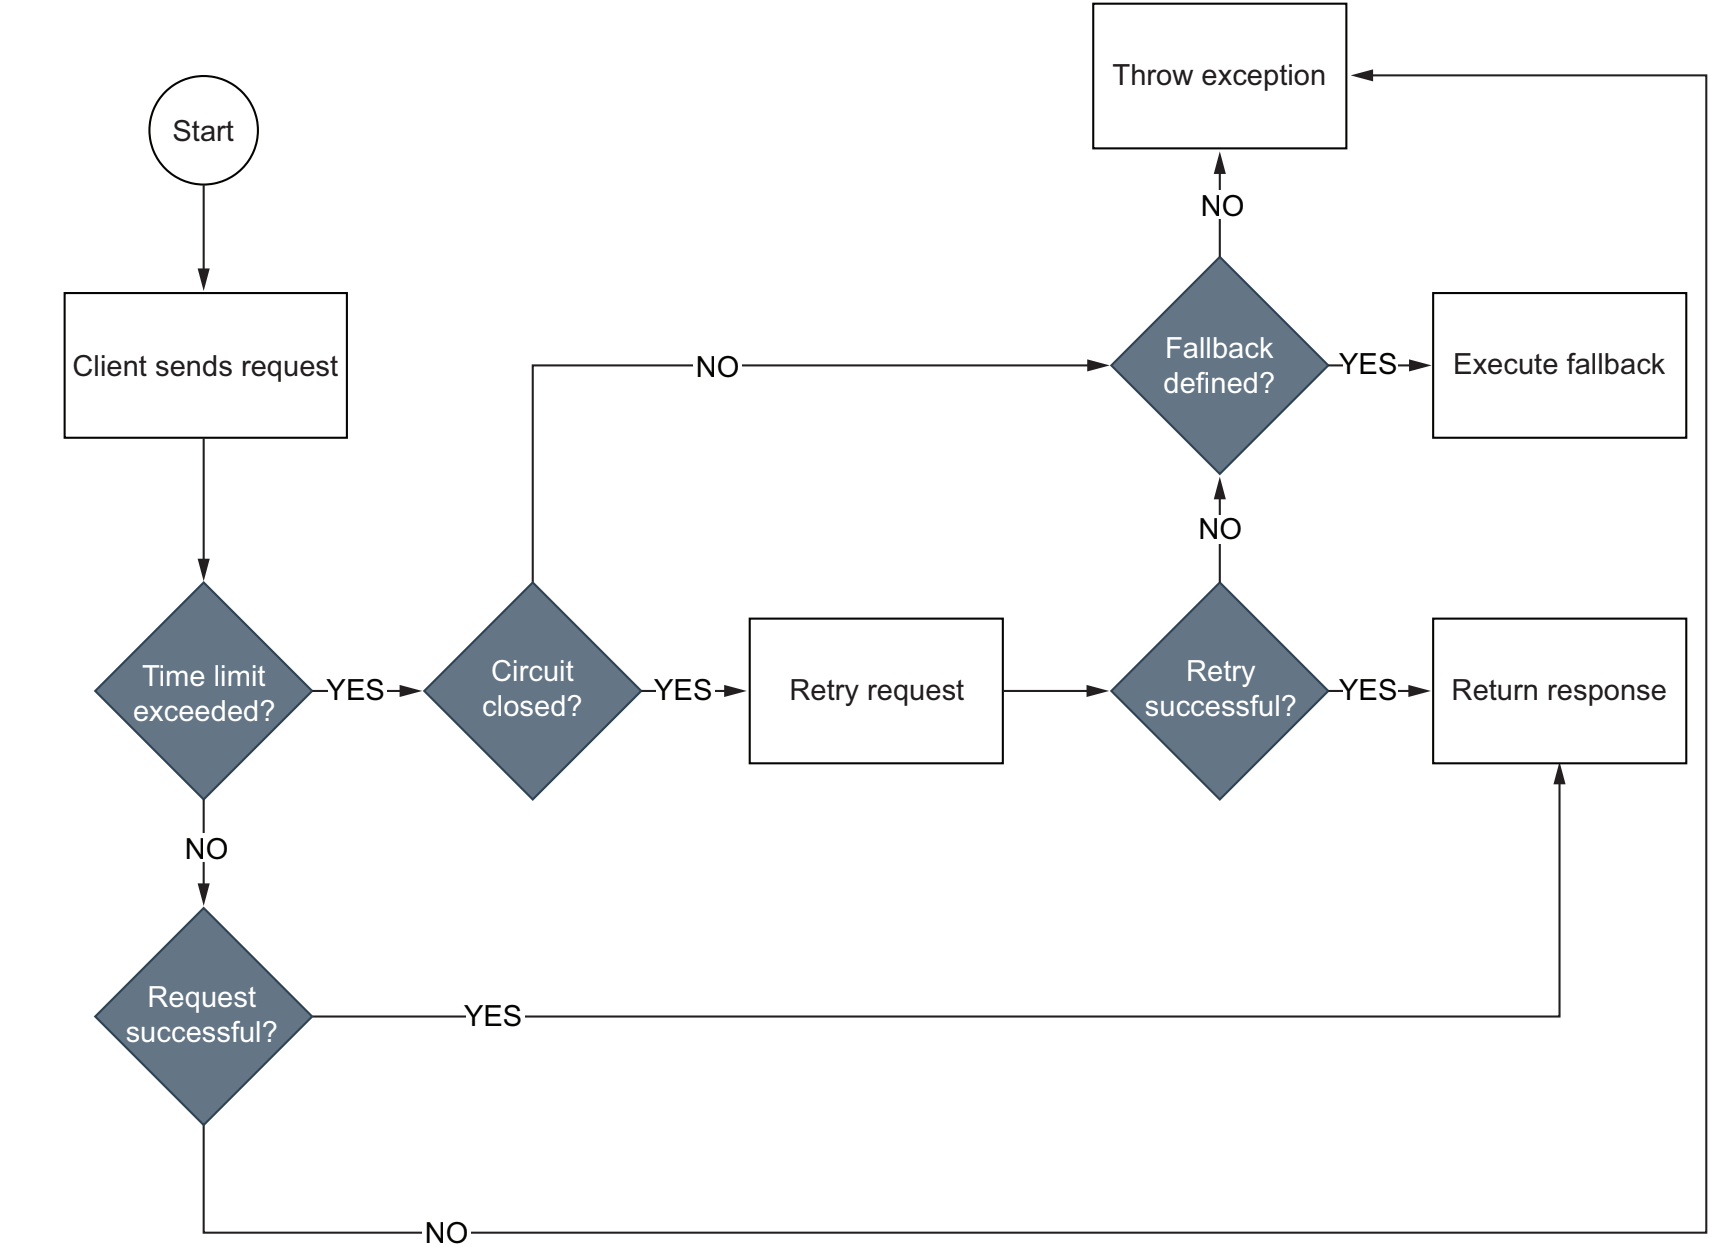 Throw exception
Start
NO
Client sends request
NO
Fallback
defined?
YES
Execute fallback
NO
Time limit
exceeded?
YES
Circuit
closed?
YES
Retry request
Retry
successful?
YES
Return response
NO
Request
successful?
YES
NO